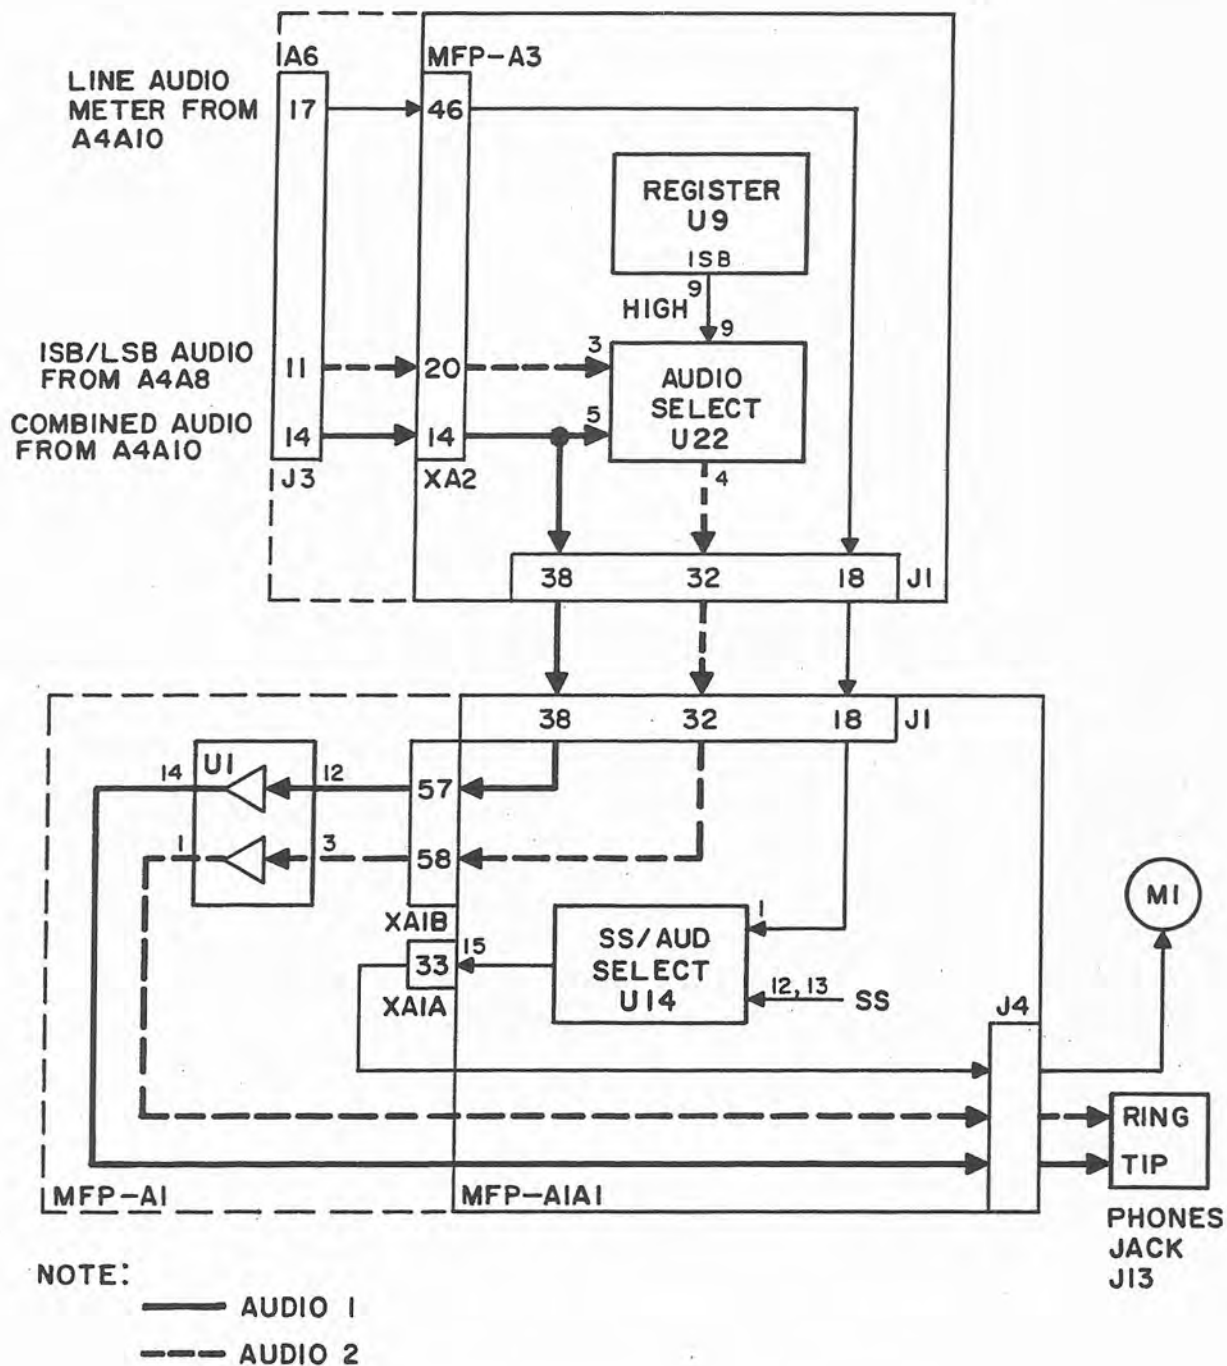 A6
MFP-A3
LINE AUDIO
METER FROM
A4A10
17
46
REGISTER
U9
ISB
9
HIGH
9
ISB/LSB AUDIO
FROM A4A8
11
20
3
AUDIO
SELECT
U22
COMBINED AUDIO
FROM A4A10
14
14
5
4
J3
XA2
38
32
18
J1
38
32
18
J1
U1
14
12
57
1
3
58
XA1B
15
33
XA1A
SS/AUD
SELECT
U14
1
12,13
SS
J4
M1
RING
TIP
MFP-A1
MFP-A1A1
PHONES
JACK
J13
NOTE:
AUDIO 1
AUDIO 2